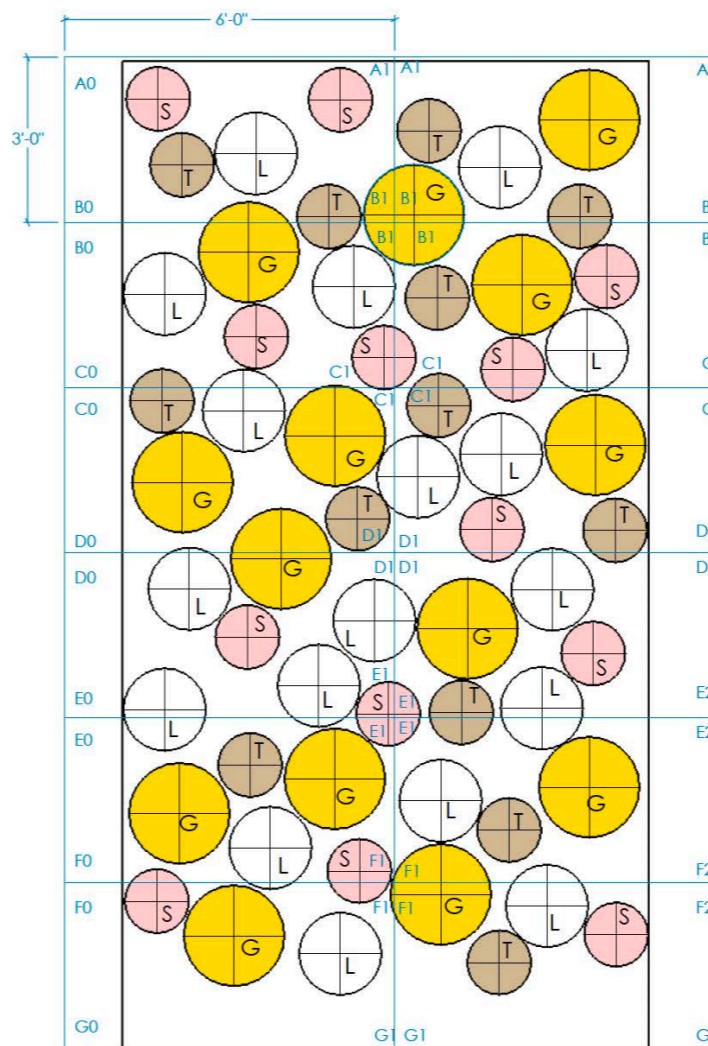 6'-0"
A0 A1 A1 A
S S G
3'-0" T L T L
B0 T B1 B1 G T B
B0 G B1 B1 B
L L T G S
S S S L
C0 C1 C1 C
C0 T L C1 C1 T C
G G L L G
T S T
D0 D1 D1 D
D0 G D1 D1 D
L L G L
S S
E0 L L E1 S E1 T L E2
E0 E1 E1 E2
T G L G
G L T
F0 S F1 F1 F2
F0 S F1 F1 G L F2
G L T S
G0 G1 G1 G